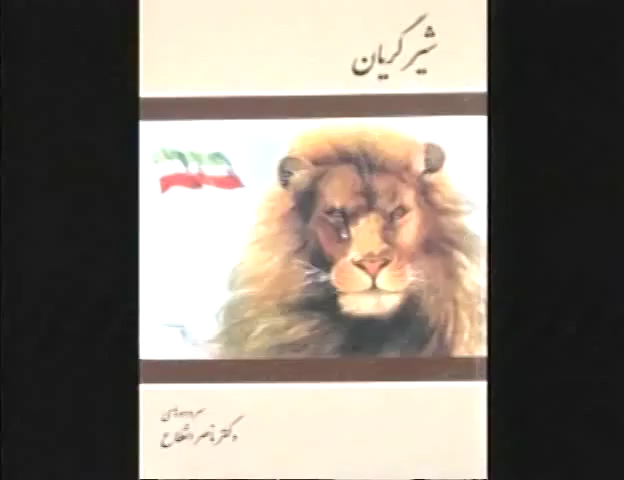 شیر گریان
سروده‌های
دکتر ناصر انقطاع